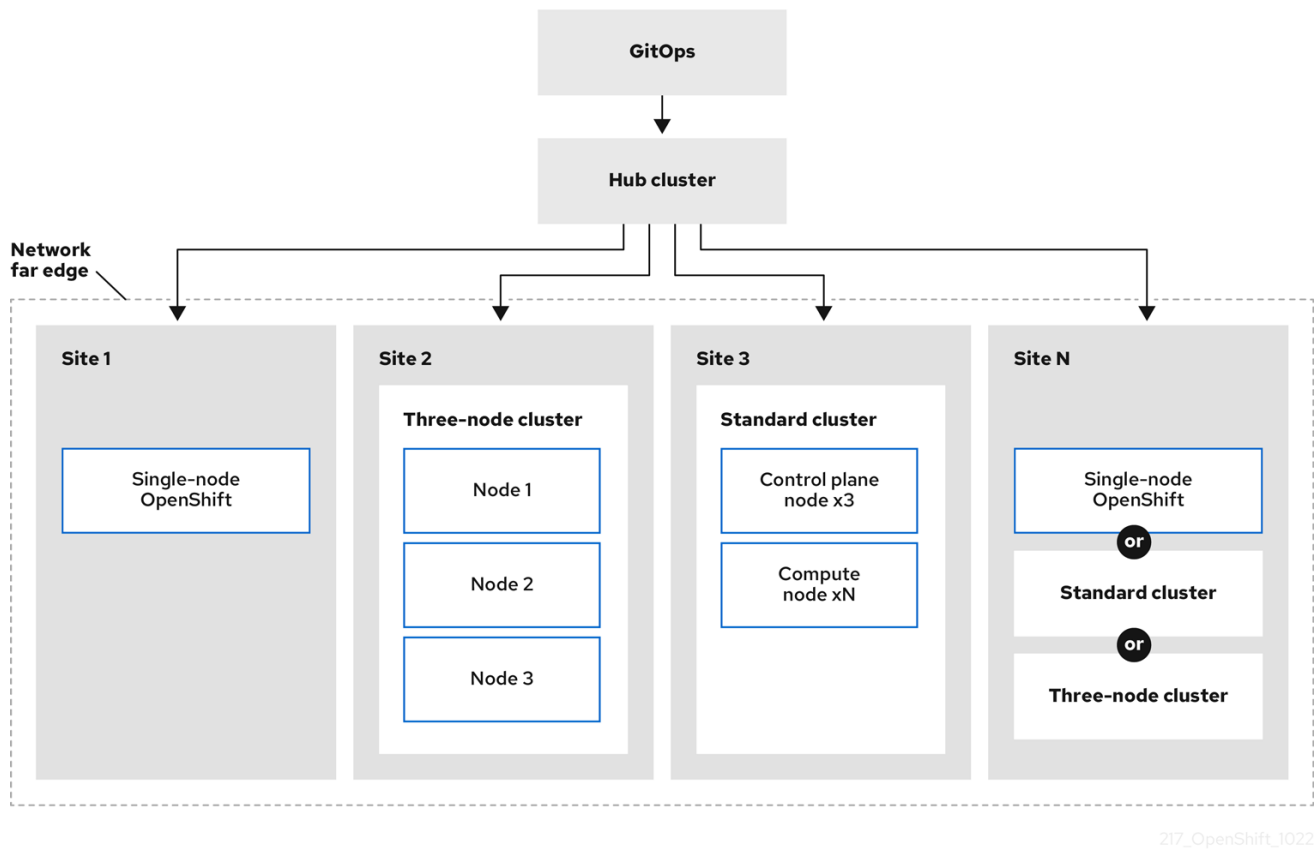 GitOps
Hub cluster
Network
far edge
Site 1
Single-node
OpenShift
Site 2
Three-node cluster
Node 1
Node 2
Node 3
Site 3
Standard cluster
Control plane
node x3
Compute
node xN
Site N
Single-node
OpenShift
or
Standard cluster
or
Three-node cluster
217_OpenShift_1022